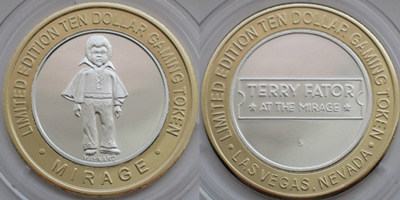 LIMITED EDITION TEN DOLLAR GAMING TOKEN
MAYNARD
• MIRAGE •
LIMITED EDITION TEN DOLLAR GAMING TOKEN
TERRY FATOR
★ AT THE MIRAGE ★
S
• LAS VEGAS, NEVADA •